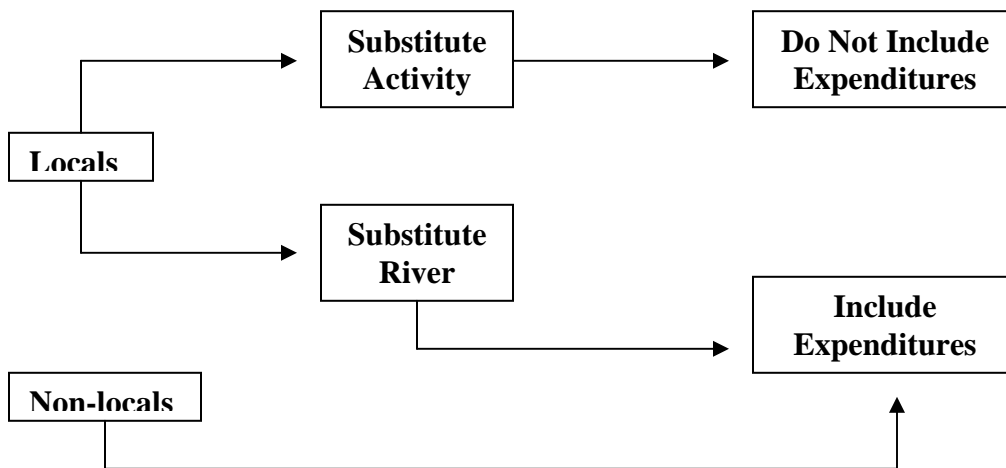 Substitute
Activity
Do Not Include
Expenditures
Locals
Substitute
River
Include
Expenditures
Non-locals